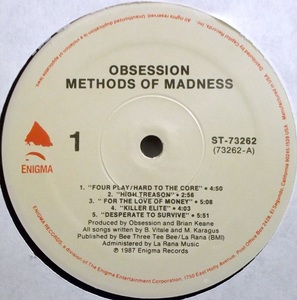 OBSESSION
METHODS OF MADNESS
ENIGMA
1
ST-73262
(73262-A)
1. "FOUR PLAY/HARD TO THE CORE" • 4:50
2. "HIGH TREASON" • 2:56
3. "FOR THE LOVE OF MONEY" • 5:08
4. "KILLER ELITE" • 4:03
5. "DESPERATE TO SURVIVE" • 5:51
Produced by Obsession and Brian Keane
All songs written by B. Vitale and M. Karagus
Published by Bee Three Tee Bee/La Rana (BMI)
Administered by La Rana Music
℗ 1987 Enigma Records